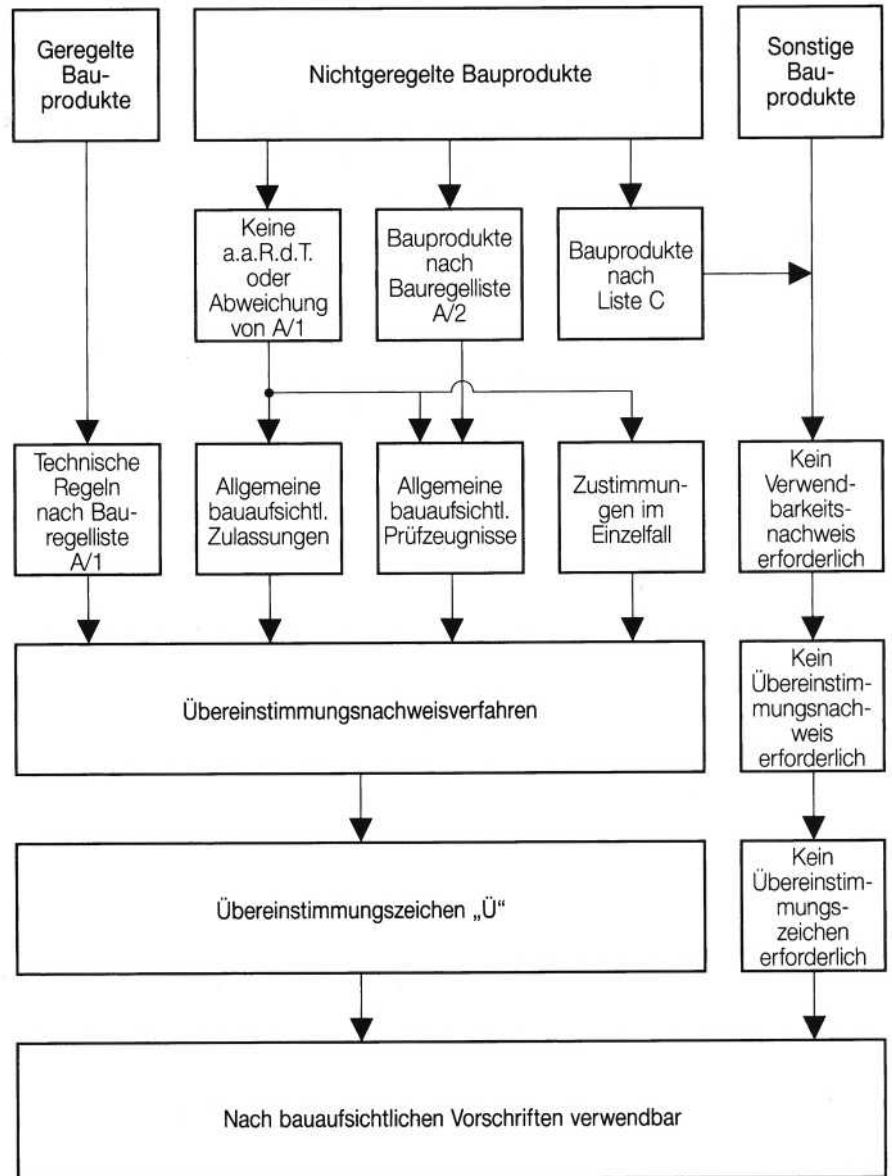 Geregelte
Bau-
produkte
Nichtgeregelte Bauprodukte
Sonstige
Bau-
produkte
Keine
a.a.R.d.T.
oder
Abweichung
von A/1
Bauprodukte
nach
Bauregelliste
A/2
Bauprodukte
nach
Liste C
Technische
Regeln
nach Bau-
regelliste
A/1
Allgemeine
bauaufsichtl.
Zulassungen
Allgemeine
bauaufsichtl.
Prüfzeugnisse
Zustimmun-
gen im
Einzelfall
Kein
Verwend-
barkeits-
nachweis
erforderlich
Übereinstimmungsnachweisverfahren
Kein
Übereinstim-
mungsnach-
weis
erforderlich
Übereinstimmungszeichen „Ü“
Kein
Übereinstim-
mungs-
zeichen
erforderlich
Nach bauaufsichtlichen Vorschriften verwendbar